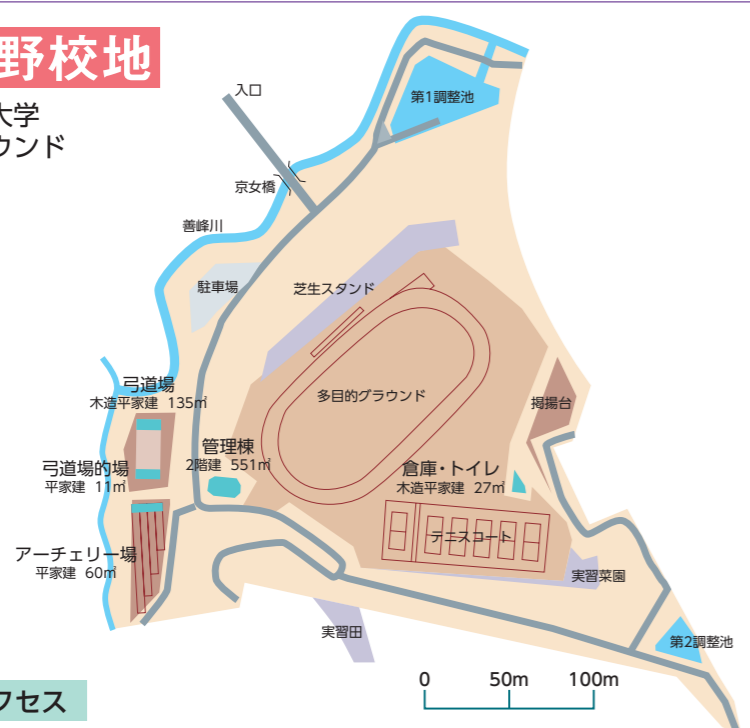 野校地
大学
ウンド
入口
第1調整池
京女橋
善峰川
駐車場
芝生スタンド
弓道場
木造平家建 135㎡
多目的グラウンド
掲揚台
管理棟
2階建 551㎡
弓道場的場
平家建 11㎡
倉庫・トイレ
木造平家建 27㎡
テニスコート
アーチェリー場
平家建 60㎡
実習菜園
実習田
第2調整池
0 50m 100m
フセス